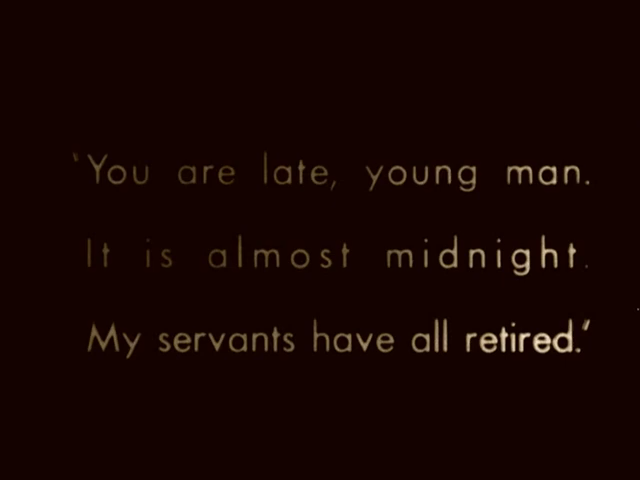 "You are late, young man.
It is almost midnight.
My servants have all retired."